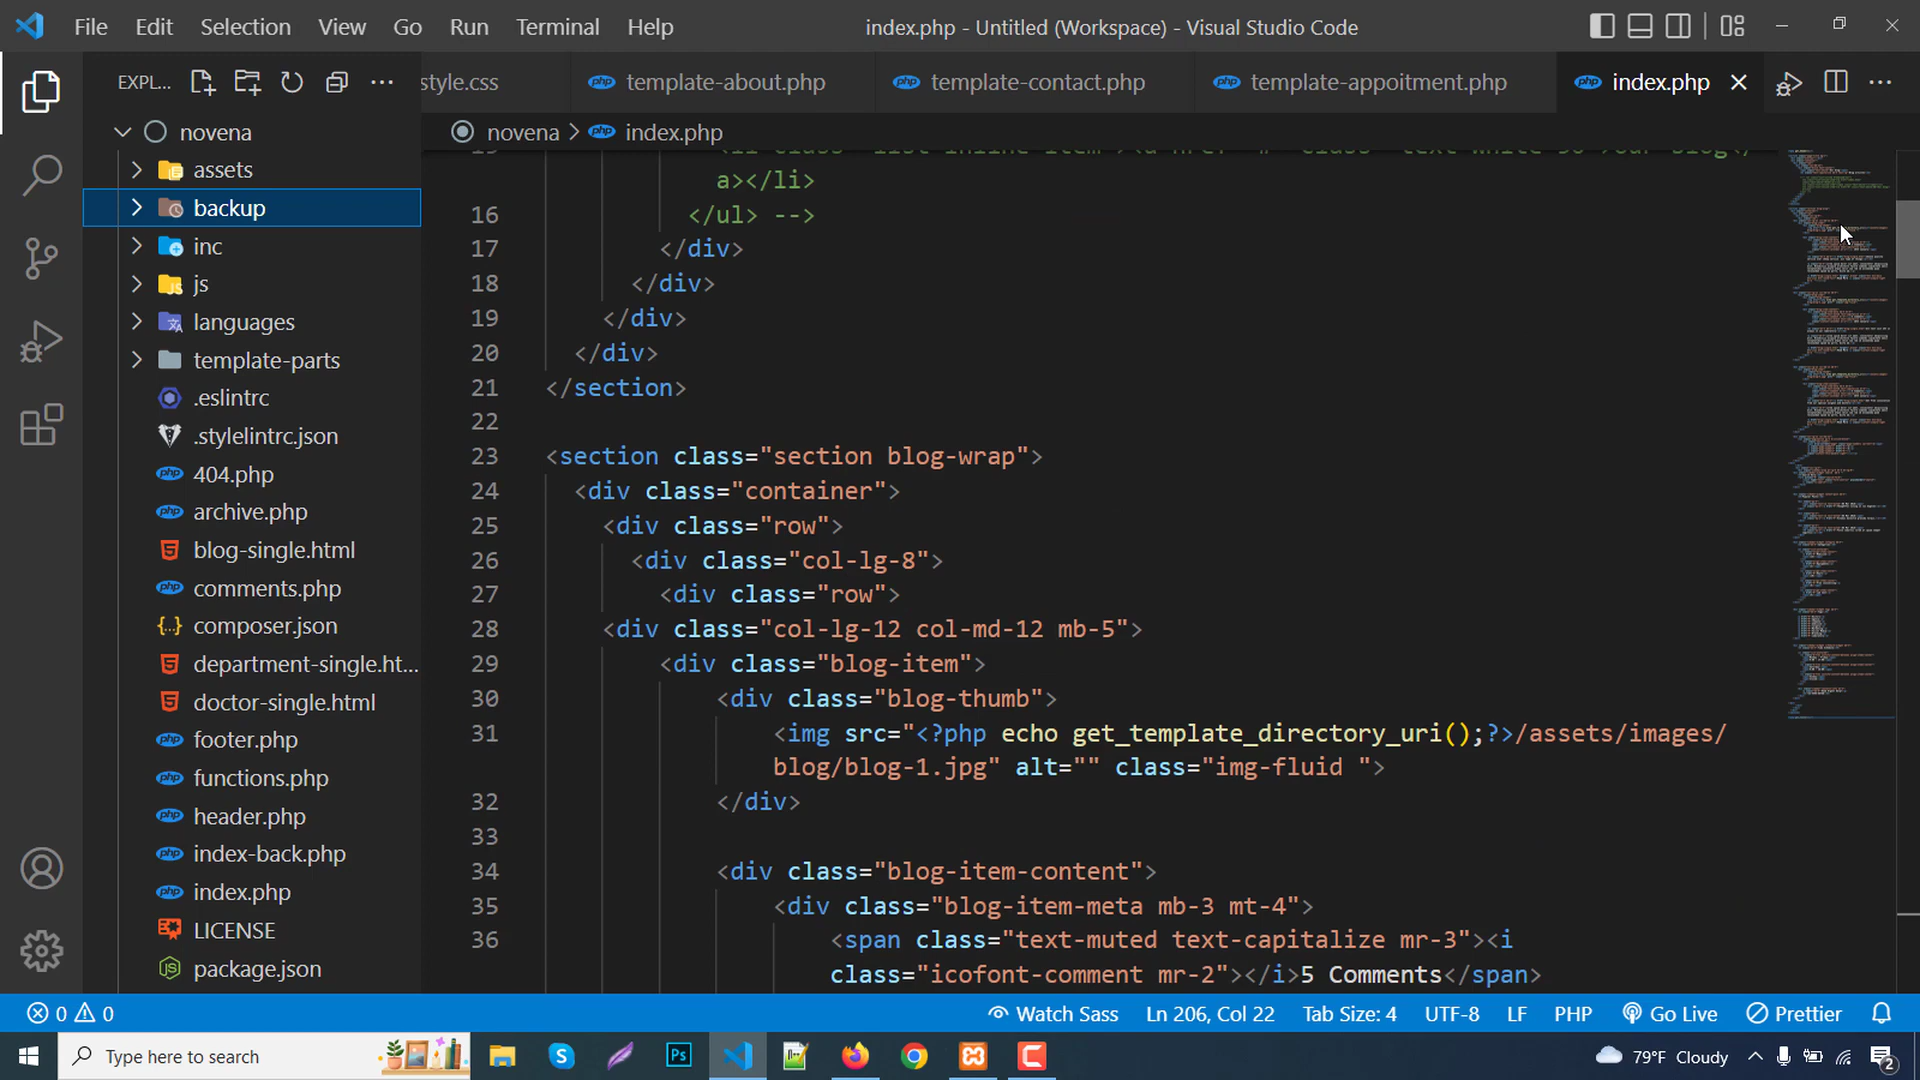 File Edit Selection View Go Run Terminal Help
index.php - Untitled (Workspace) - Visual Studio Code
EXPL...
style.css template-about.php template-contact.php template-appoitment.php index.php
novena
novena > index.php
assets
backup
inc
js
languages
template-parts
.eslintrc
.stylelintrc.json
404.php
archive.php
blog-single.html
comments.php
composer.json
department-single.ht...
doctor-single.html
footer.php
functions.php
header.php
index-back.php
index.php
LICENSE
package.json
a></li>
16 </ul> -->
17 </div>
18 </div>
19 </div>
20 </div>
21 </section>
22
23 <section class="section blog-wrap">
24 <div class="container">
25 <div class="row">
26 <div class="col-lg-8">
27 <div class="row">
28 <div class="col-lg-12 col-md-12 mb-5">
29 <div class="blog-item">
30 <div class="blog-thumb">
31 <img src="<?php echo get_template_directory_uri();?>/assets/images/
blog/blog-1.jpg" alt="" class="img-fluid ">
32 </div>
33
34 <div class="blog-item-content">
35 <div class="blog-item-meta mb-3 mt-4">
36 <span class="text-muted text-capitalize mr-3"><i
class="icofont-comment mr-2"></i>5 Comments</span>
0 0 Watch Sass Ln 206, Col 22 Tab Size: 4 UTF-8 LF PHP Go Live Prettier
Type here to search 79°F Cloudy 2